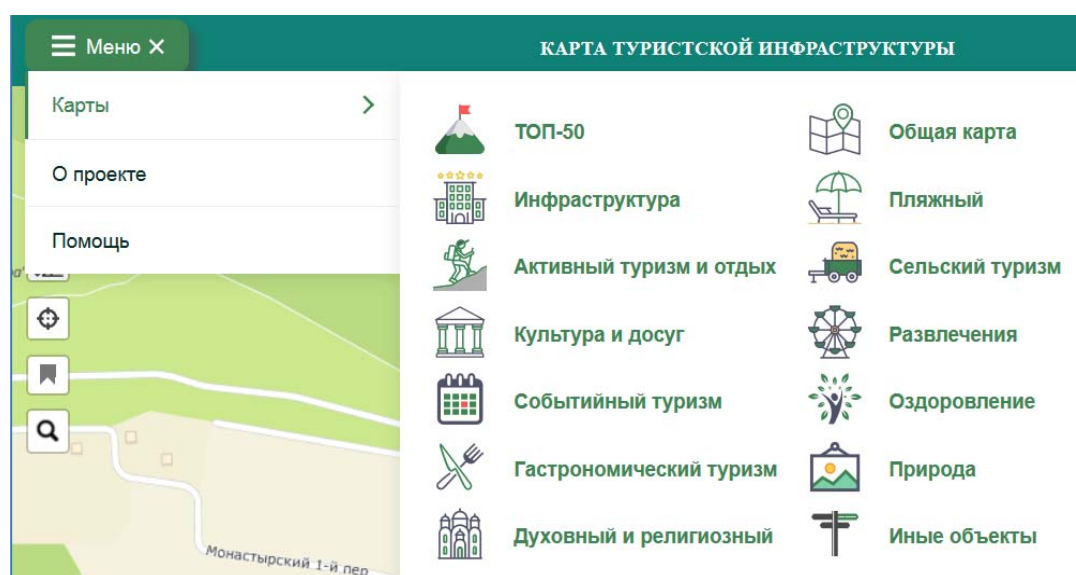 Меню
КАРТА ТУРИСТСКОЙ ИНФРАСТРУКТУРЫ
Карты
О проекте
Помощь
ТОП-50
Общая карта
Инфраструктура
Пляжный
Активный туризм и отдых
Сельский туризм
Культура и досуг
Развлечения
Событийный туризм
Оздоровление
Гастрономический туризм
Природа
Духовный и религиозный
Иные объекты
Монастырский 1-й пер